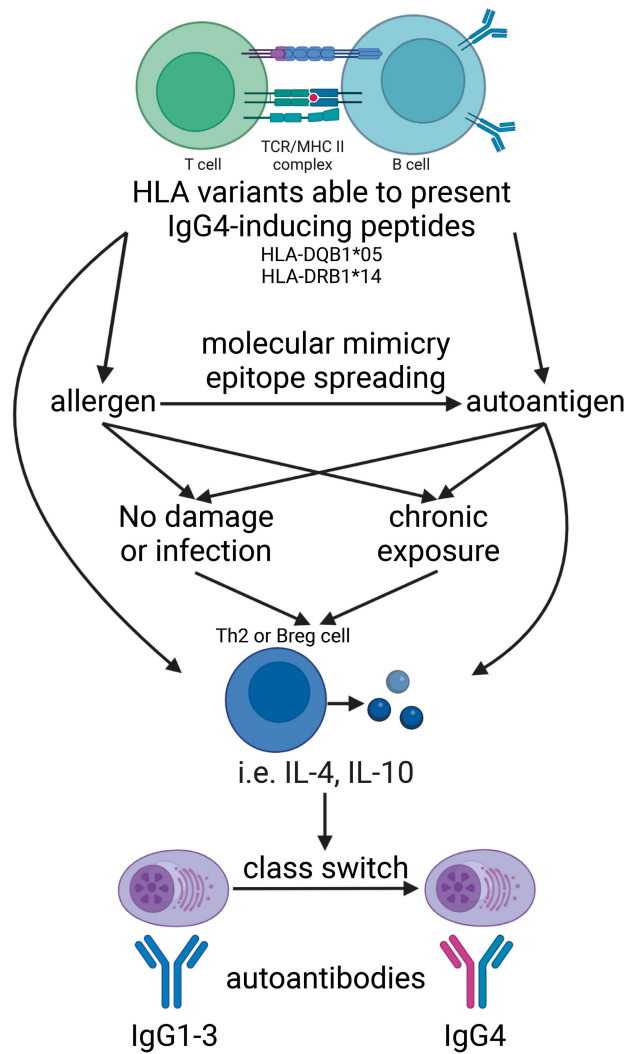 T cell
TCR/MHC II
complex
B cell
HLA variants able to present
IgG4-inducing peptides
HLA-DQB1*05
HLA-DRB1*14
molecular mimicry
epitope spreading
allergen
autoantigen
No damage
or infection
chronic
exposure
Th2 or Breg cell
i.e. IL-4, IL-10
class switch
autoantibodies
IgG1-3
IgG4